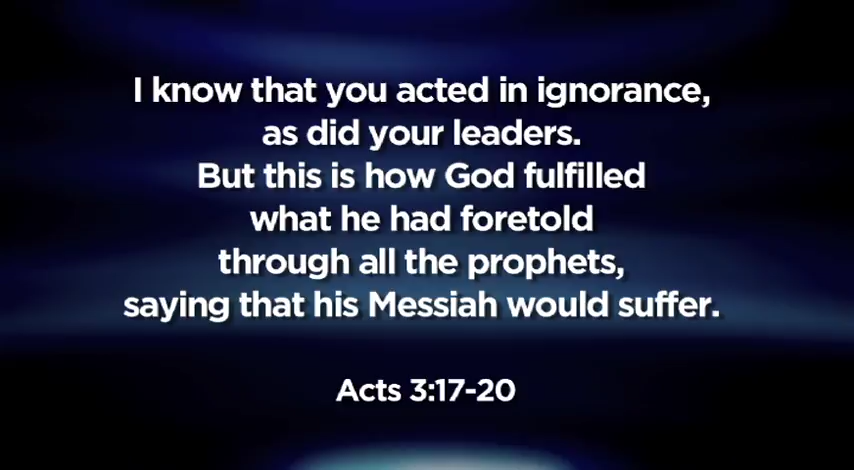 I know that you acted in ignorance,
as did your leaders.
But this is how God fulfilled
what he had foretold
through all the prophets,
saying that his Messiah would suffer.
Acts 3:17-20